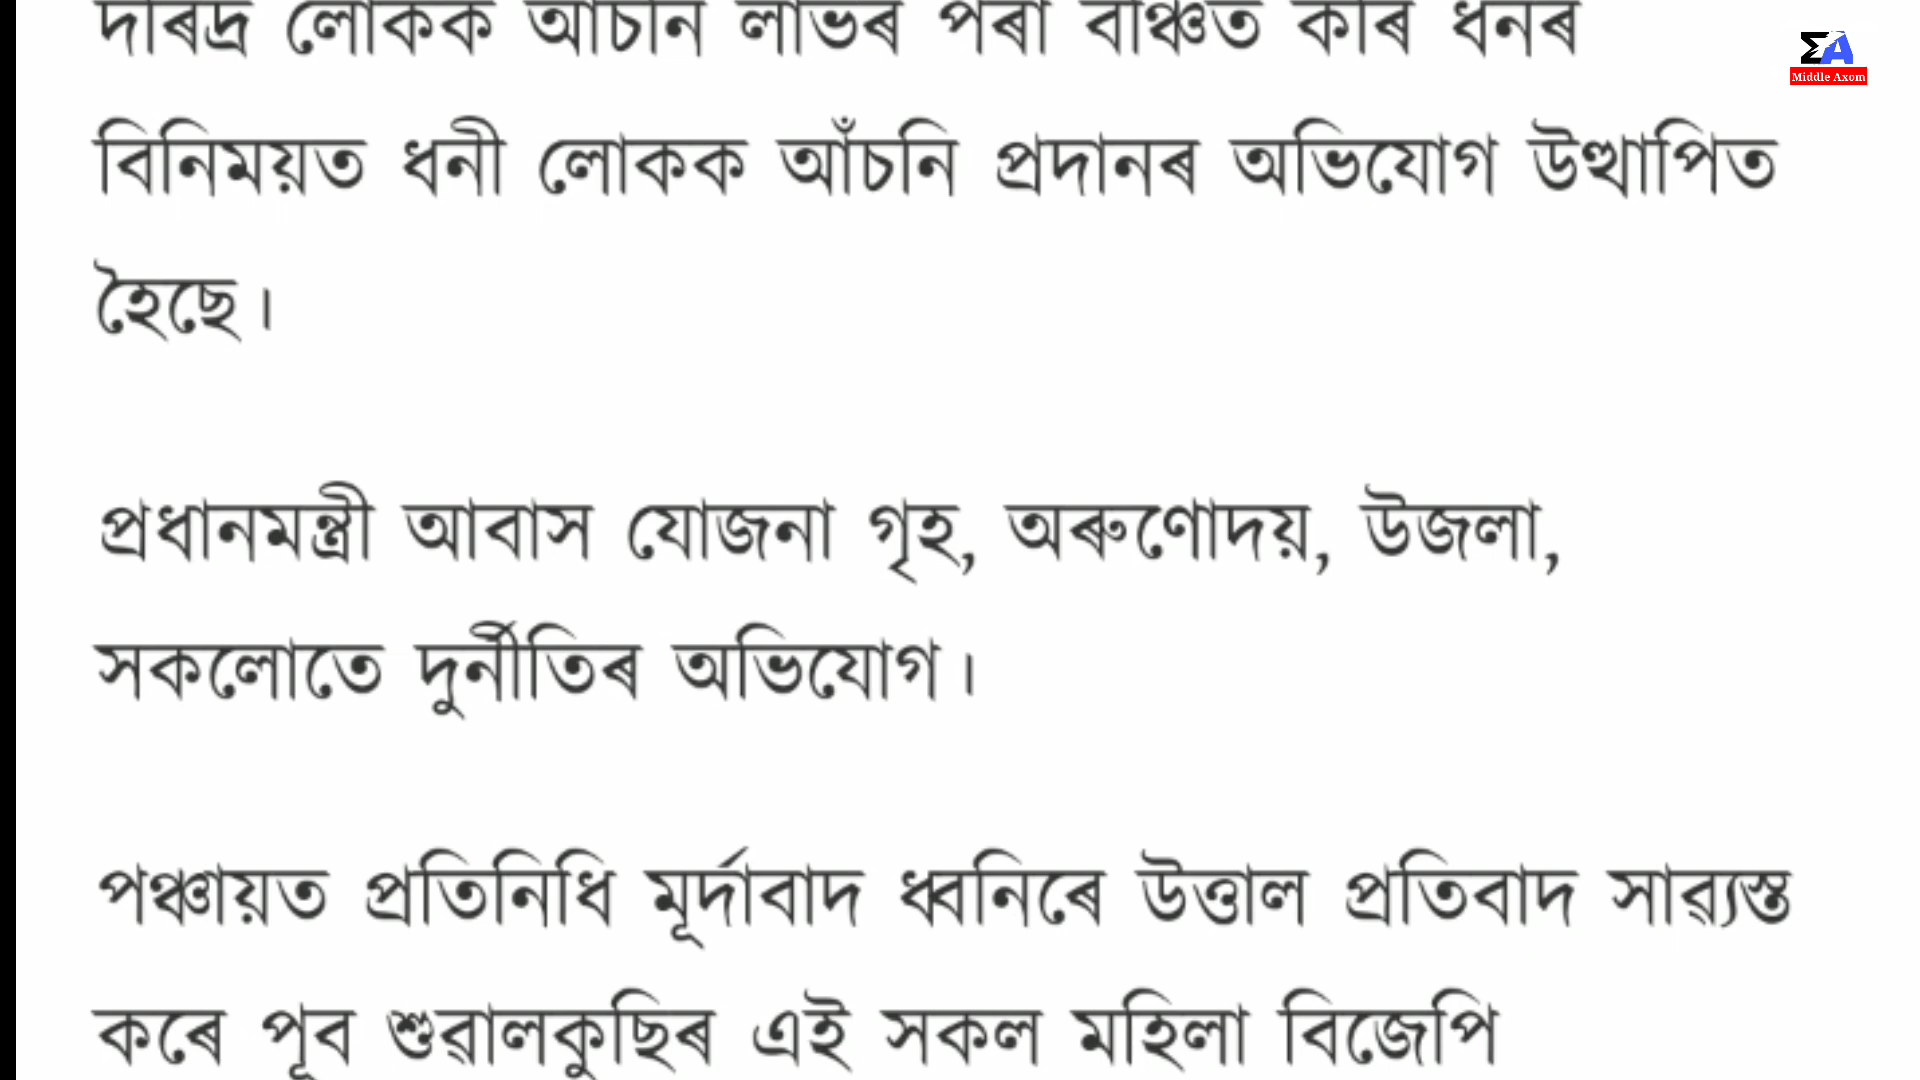 দৰিদ্ৰ লোকক আঁচনি লাভৰ পৰা বাঞ্চিত কৰি ধনৰ
Middle Axom
বিনিময়ত ধনী লোকক আঁচনি প্ৰদানৰ অভিযোগ উত্থাপিত
হৈছে।
প্ৰধানমন্ত্ৰী আবাস যোজনা গৃহ, অৰুণোদয়, উজলা,
সকলোতে দুৰ্নীতিৰ অভিযোগ।
পঞ্চায়ত প্ৰতিনিধি মূৰ্দাবাদ ধ্বনিৰে উত্তাল প্ৰতিবাদ সাৱ্যস্ত
কৰে পূব শুৱালকুছিৰ এই সকল মহিলা বিজেপি